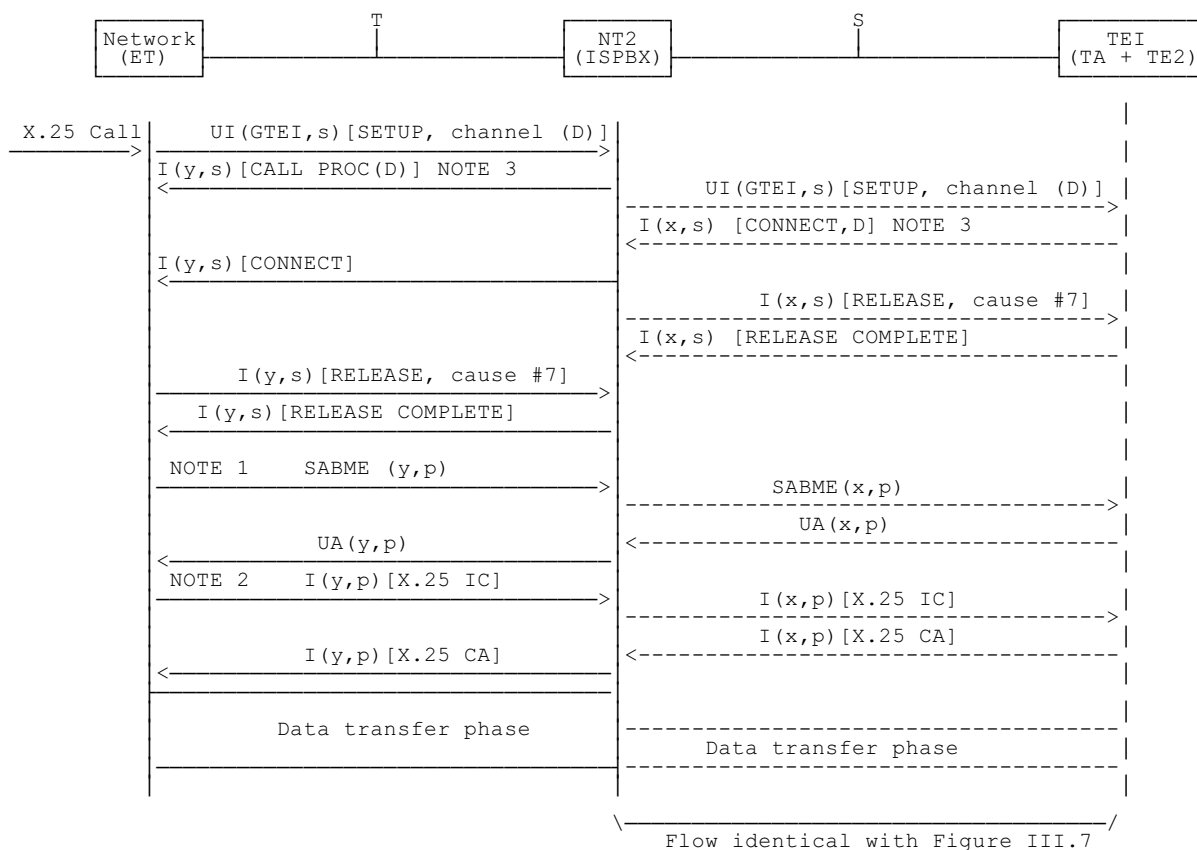 T
S
Network
(ET)
NT2
(ISPBX)
TEI
(TA + TE2)
X.25 Call
UI(GTEI,s)[SETUP, channel (D)]
I(y,s)[CALL PROC(D)] NOTE 3
UI(GTEI,s)[SETUP, channel (D)]
I(x,s) [CONNECT,D] NOTE 3
I(y,s)[CONNECT]
I(x,s)[RELEASE, cause #7]
I(x,s) [RELEASE COMPLETE]
I(y,s)[RELEASE, cause #7]
I(y,s)[RELEASE COMPLETE]
NOTE 1 SABME (y,p)
SABME(x,p)
UA(x,p)
UA(y,p)
NOTE 2 I(y,p)[X.25 IC]
I(x,p)[X.25 IC]
I(x,p)[X.25 CA]
I(y,p)[X.25 CA]
Data transfer phase
Data transfer phase
Flow identical with Figure III.7